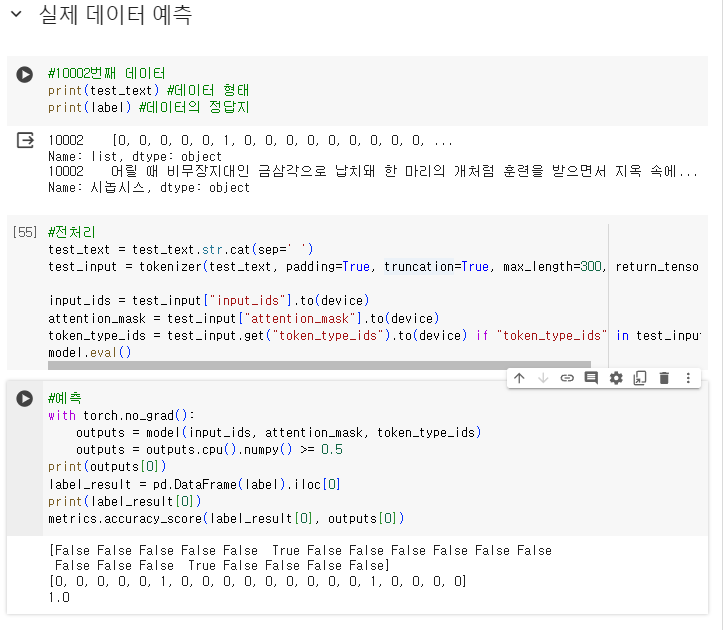 실제 데이터 예측
#10002번째 데이터
print(test_text) #데이터 형태
print(label) #데이터의 정답지
10002    [0, 0, 0, 0, 0, 1, 0, 0, 0, 0, 0, 0, 0, 0, 0, ...
Name: list, dtype: object
10002    어릴 때 비무장지대인 금삼각으로 납치돼 한 마리의 개처럼 훈련을 받으면서 지옥 속에...
Name: 시놉시스, dtype: object
[55] #전처리
test_text = test_text.str.cat(sep=' ')
test_input = tokenizer(test_text, padding=True, truncation=True, max_length=300, return_tenso
input_ids = test_input["input_ids"].to(device)
attention_mask = test_input["attention_mask"].to(device)
token_type_ids = test_input.get("token_type_ids").to(device) if "token_type_ids" in test_input
model.eval()
#예측
with torch.no_grad():
    outputs = model(input_ids, attention_mask, token_type_ids)
    outputs = outputs.cpu().numpy() >= 0.5
print(outputs[0])
label_result = pd.DataFrame(label).iloc[0]
print(label_result[0])
metrics.accuracy_score(label_result[0], outputs[0])
[False False False False False  True False False False False False False
 False False False  True False False False False]
[0, 0, 0, 0, 0, 1, 0, 0, 0, 0, 0, 0, 0, 0, 0, 1, 0, 0, 0, 0]
1.0